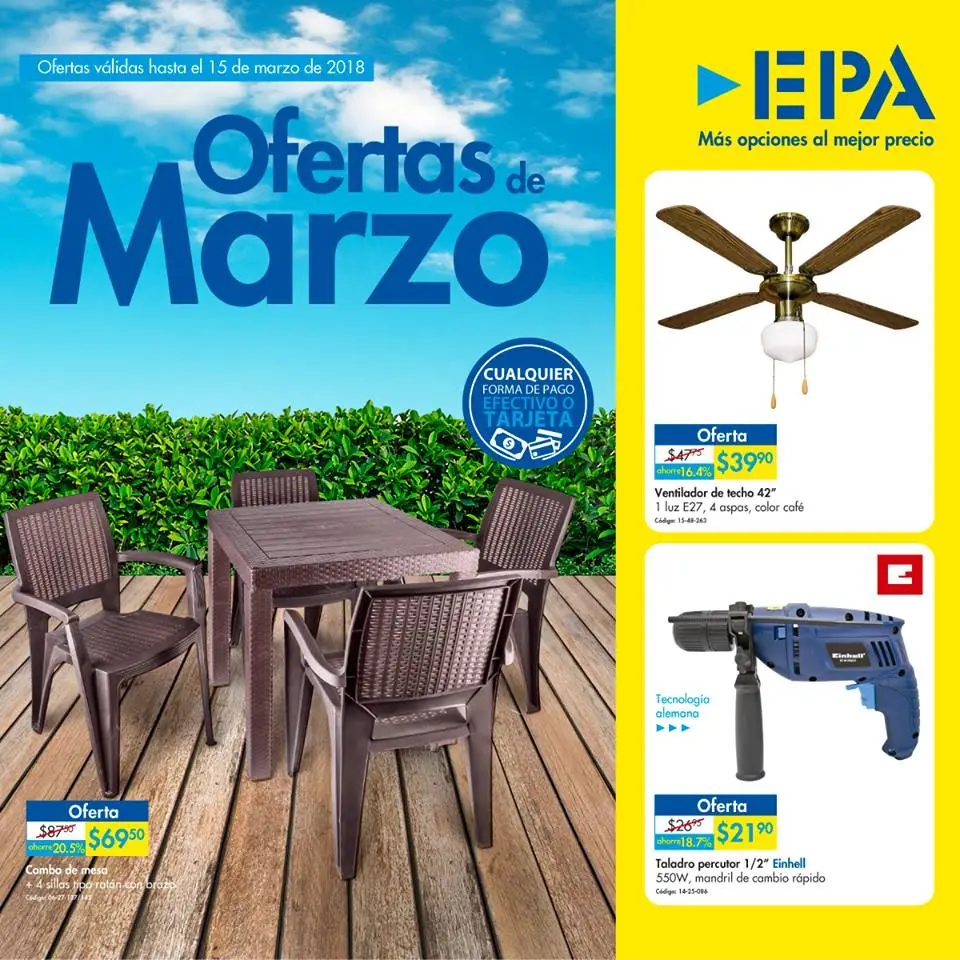 Ofertas válidas hasta el 15 de marzo de 2018
Ofertas de
Marzo
CUALQUIER
FORMA DE PAGO
EFECTIVO O
TARJETA
Oferta
$87.50
ahorre 20.5%
$69.50
Combo de mesa
+ 4 sillas tipo ratán con brazo
EPA
Más opciones al mejor precio
Oferta
$47.75
ahorre 16.4%
$39.90
Ventilador de techo 42”
1 luz E27, 4 aspas, color café
Código: 15-48-263
Einhell
Tecnología
alemana
Oferta
$26.95
ahorre 18.7%
$21.90
Taladro percutor 1/2” Einhell
550W, mandril de cambio rápido
Código: 14-25-086